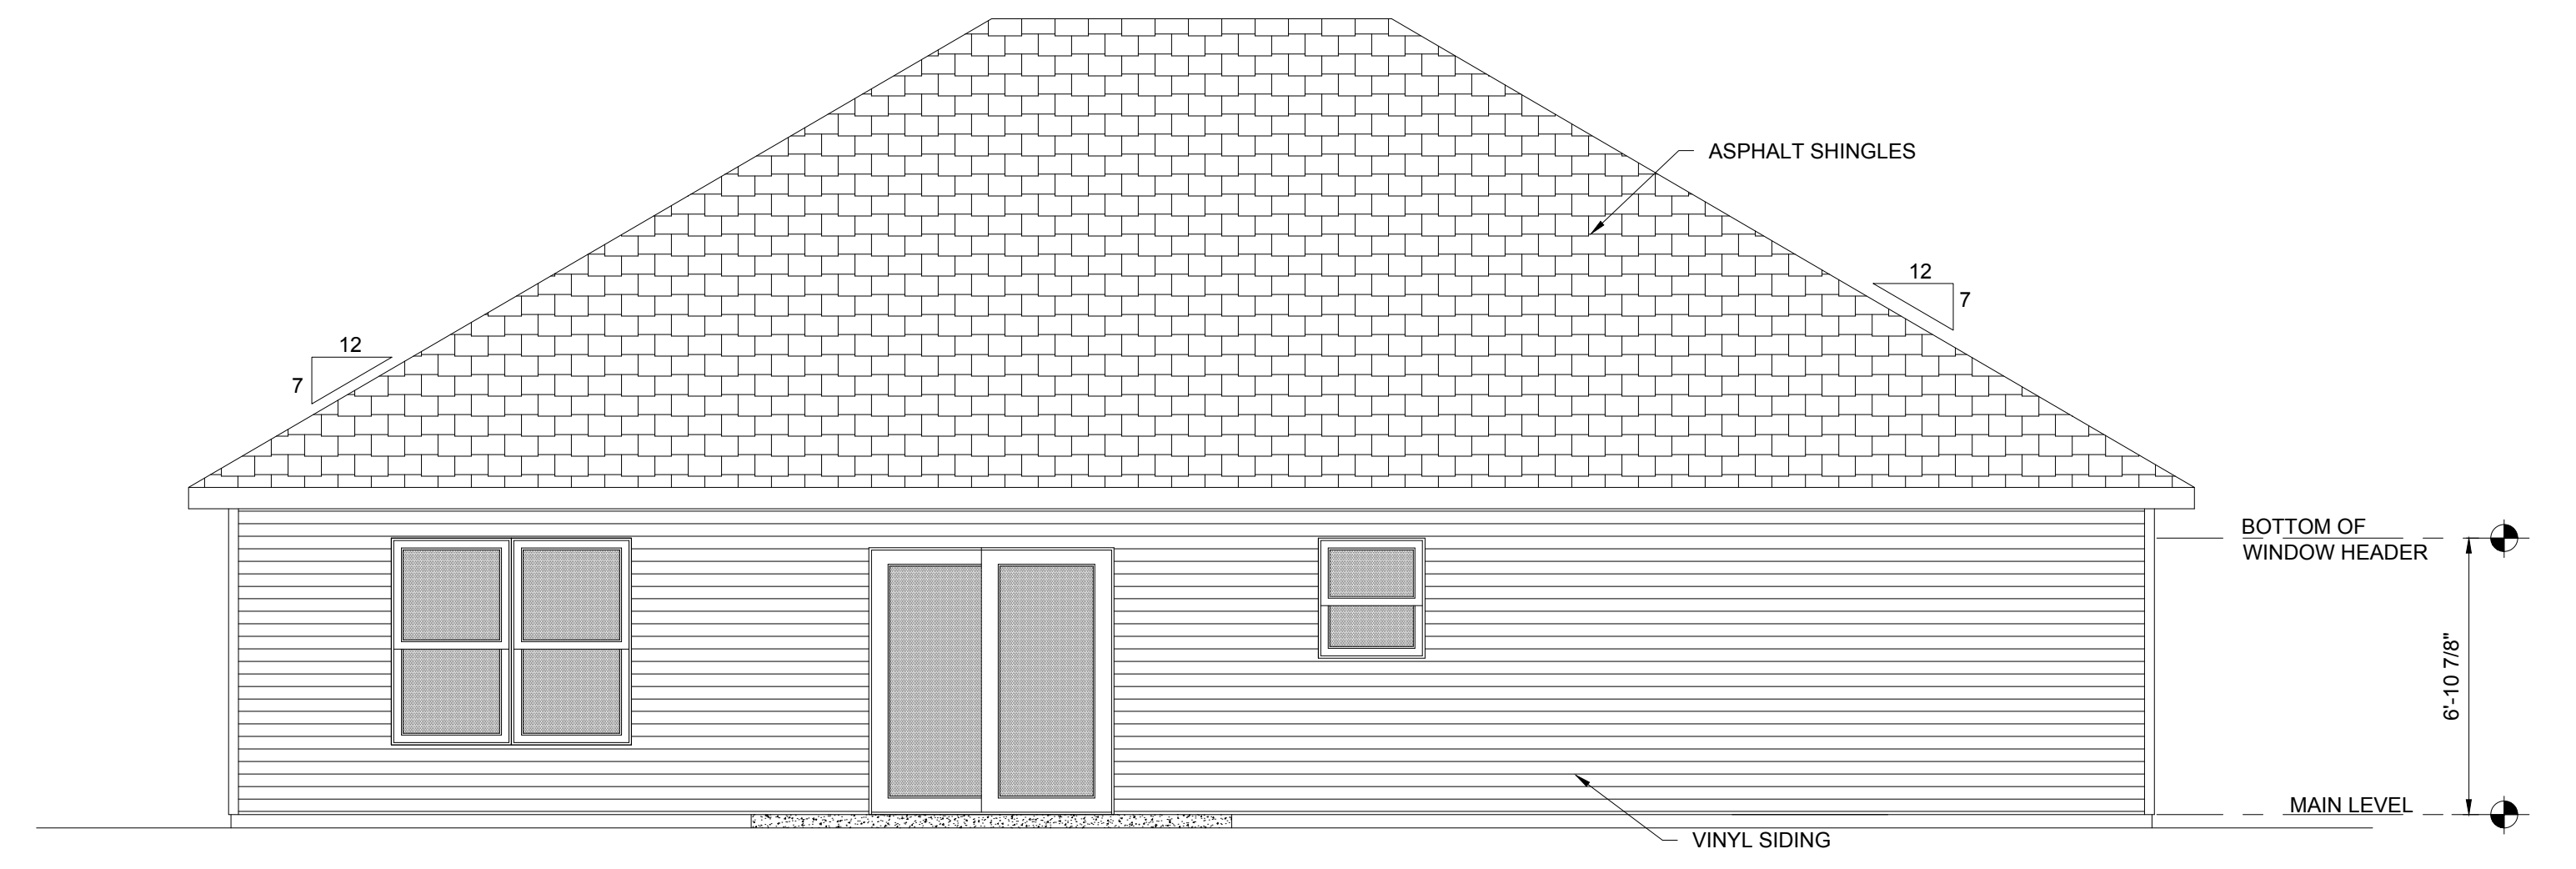 ASPHALT SHINGLES
12
7
12
7
BOTTOM OF
WINDOW HEADER
6'-10 7/8"
MAIN LEVEL
VINYL SIDING